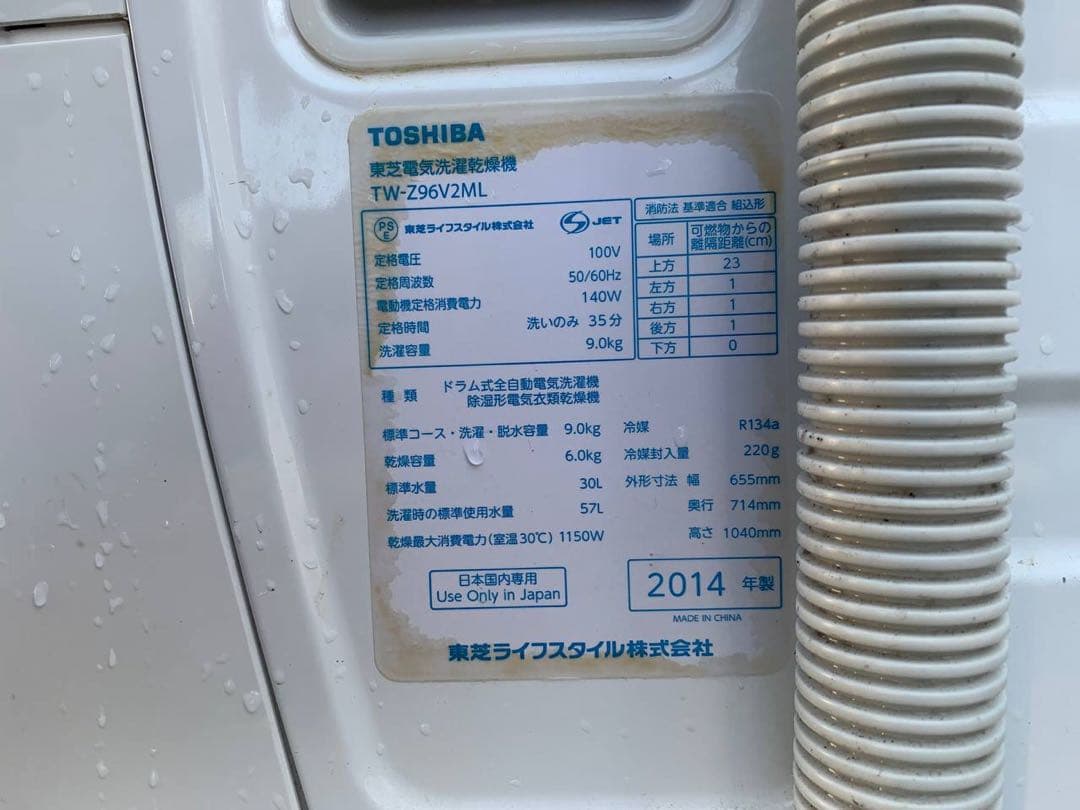 TOSHIBA
東芝電気洗濯乾燥機
TW-Z96V2ML
PS
E
東芝ライフスタイル株式会社
S JET
定格電圧 100V
定格周波数 50/60Hz
電動機定格消費電力 140W
定格時間 洗いのみ 35分
洗濯容量 9.0kg
消防法 基準適合 組込形
場所 可燃物からの
離隔距離(cm)
上方 23
左方 1
右方 1
後方 1
下方 0
種類 ドラム式全自動電気洗濯機
除湿形電気衣類乾燥機
標準コース・洗濯・脱水容量 9.0kg
乾燥容量 6.0kg
標準水量 30L
洗濯時の標準使用水量 57L
乾燥最大消費電力(室温30℃) 1150W
冷媒 R134a
冷媒封入量 220g
外形寸法 幅 655mm
奥行 714mm
高さ 1040mm
日本国内専用
Use Only in Japan
2014 年製
MADE IN CHINA
東芝ライフスタイル株式会社